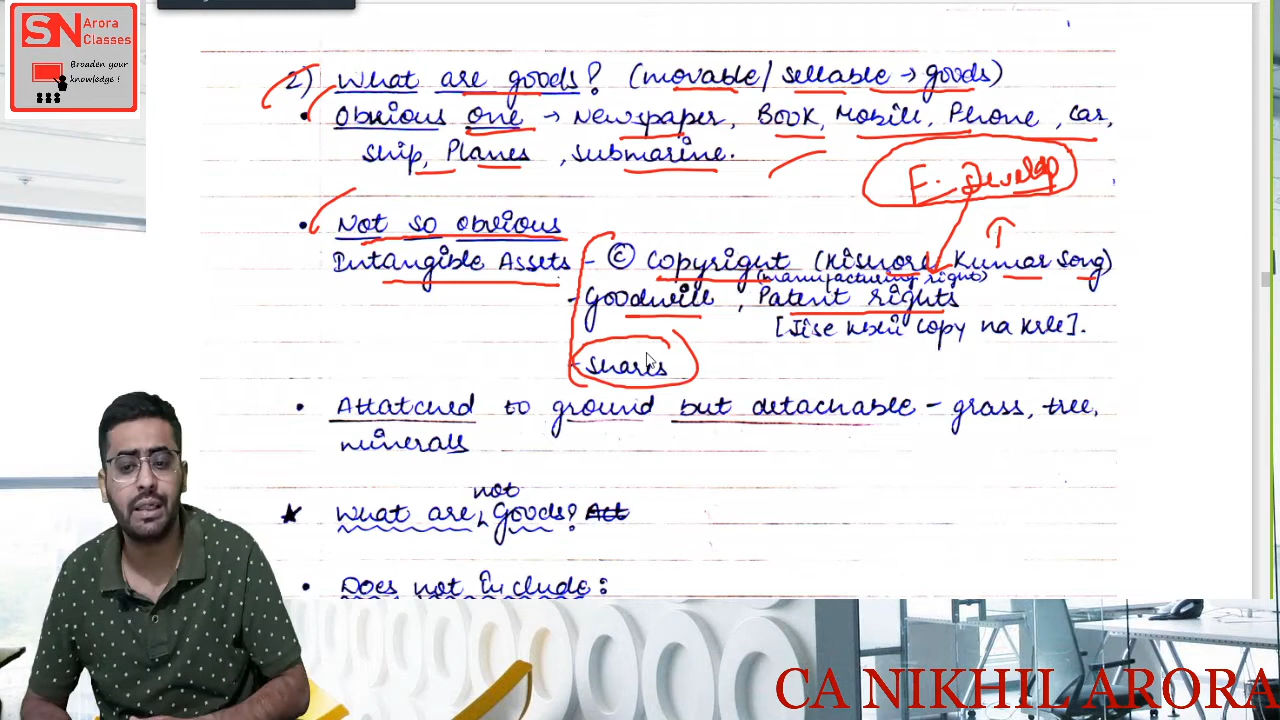 SN Arora Classes
Broaden your knowledge !
2) What are goods? (movable/ sellable → goods)
• Obvious one → Newspaper, Book, Mobile, Phone, Car,
Ship, Planes, Submarine.
E. Develop
• Not so obvious
Intangible Assets - © Copyright (Kishore Kumar Song)
(manufacturing right)
- Goodwill, Patent rights
[Jise koi copy na kre].
- Shares
• Attatched to ground but detachable - grass, tree,
minerals
not
★ What are Goods? Act
• Does not Include:
CA NIKHIL ARORA